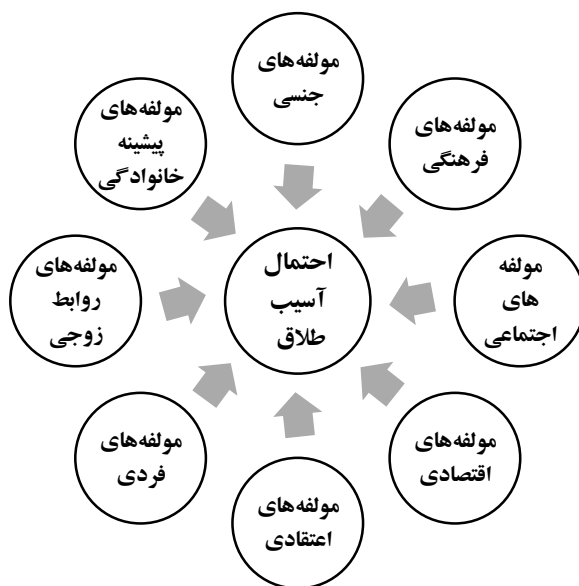 مولفه‌های
جنسی
مولفه‌های
فرهنگی
مولفه
های
اجتماعی
مولفه‌های
اقتصادی
مولفه‌های
اعتقادی
مولفه‌های
فردی
مولفه‌های
روابط
زوجی
مولفه‌های
پیشینه
خانوادگی
احتمال
آسیب
طلاق